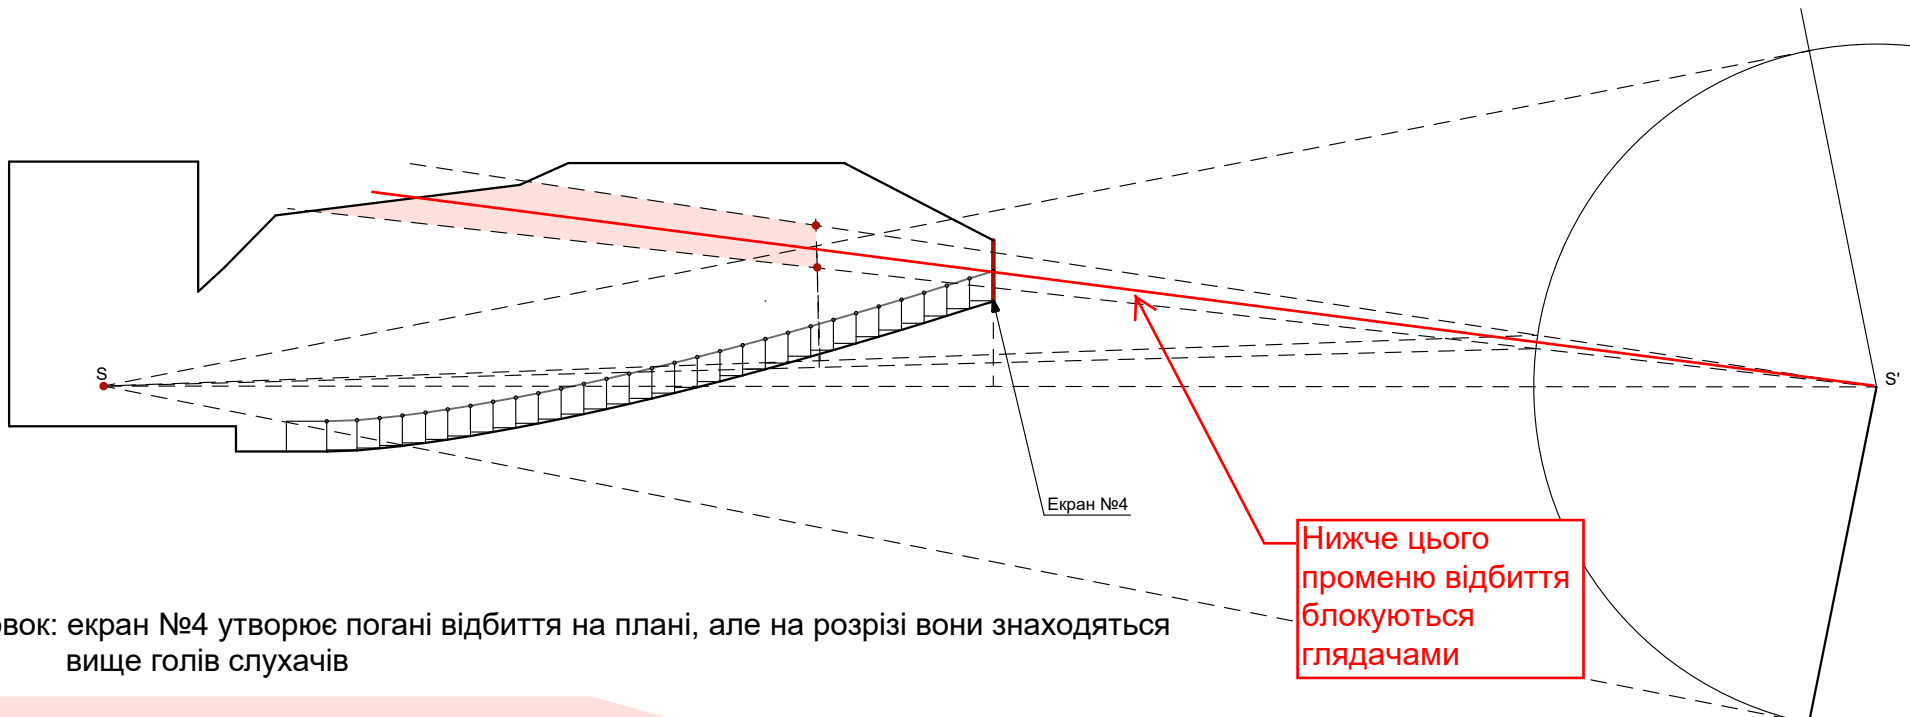 S
S'
Екран №4
Нижче цього
променю відбиття
блокуються
глядачами
екран №4 утворює погані відбиття на плані, але на розрізі вони знаходяться
вище голів слухачів